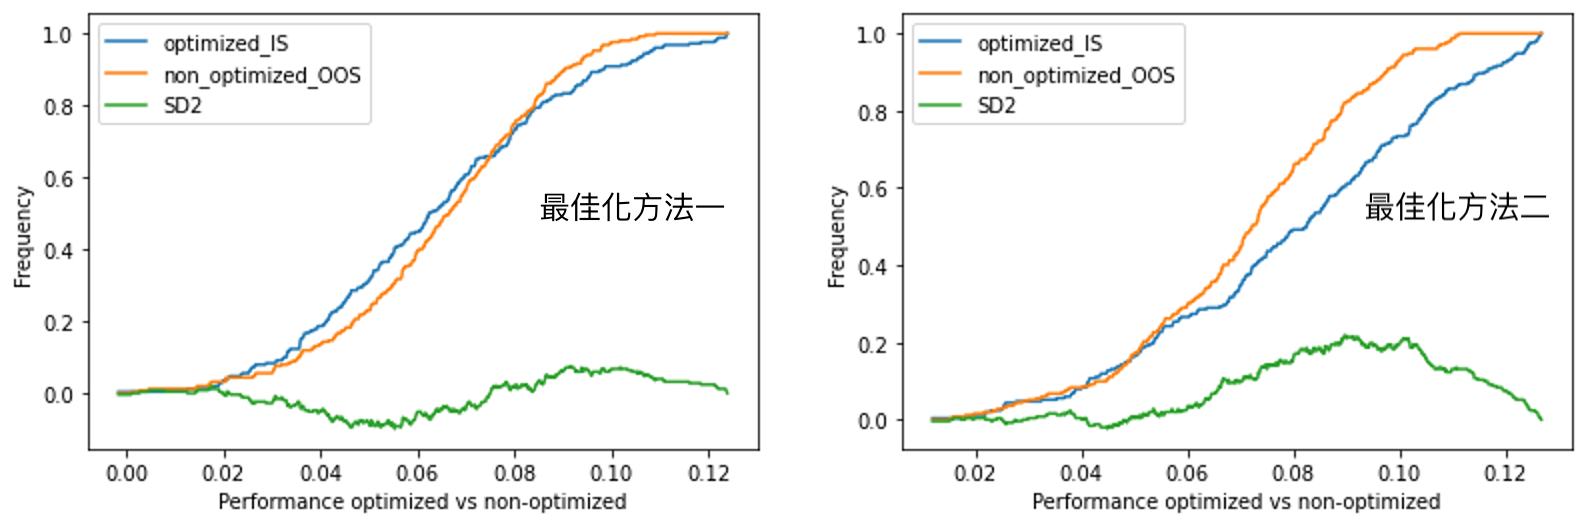 optimized_IS
non_optimized_OOS
SD2
最佳化方法一
Frequency
1.0
0.8
0.6
0.4
0.2
0.0
0.00 0.02 0.04 0.06 0.08 0.10 0.12
Performance optimized vs non-optimized
optimized_IS
non_optimized_OOS
SD2
最佳化方法二
Frequency
1.0
0.8
0.6
0.4
0.2
0.0
0.02 0.04 0.06 0.08 0.10 0.12
Performance optimized vs non-optimized